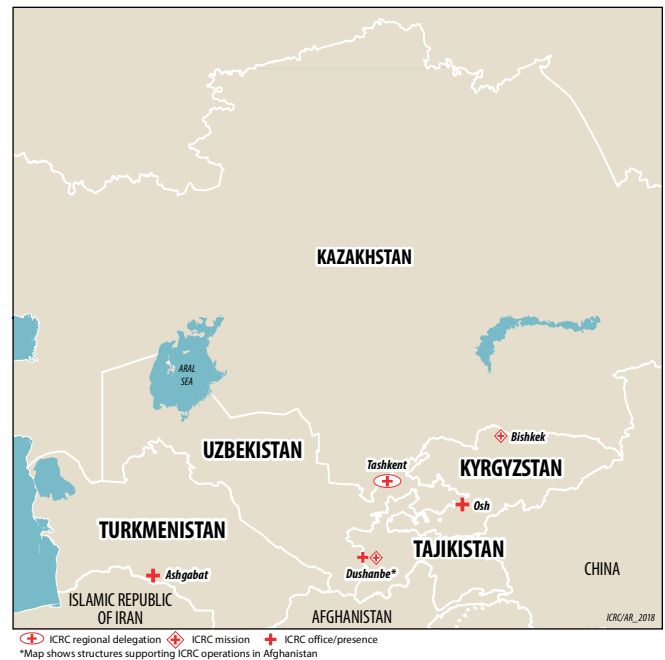 KAZAKHSTAN
ARAL
SEA
UZBEKISTAN
Tashkent
Bishkek
KYRGYZSTAN
Osh
TURKMENISTAN
TAJIKISTAN
Ashgabat
Dushanbe*
CHINA
ISLAMIC REPUBLIC
OF IRAN
AFGHANISTAN
ICRC/AR_2018
ICRC regional delegation ICRC mission ICRC office/presence
*Map shows structures supporting ICRC operations in Afghanistan